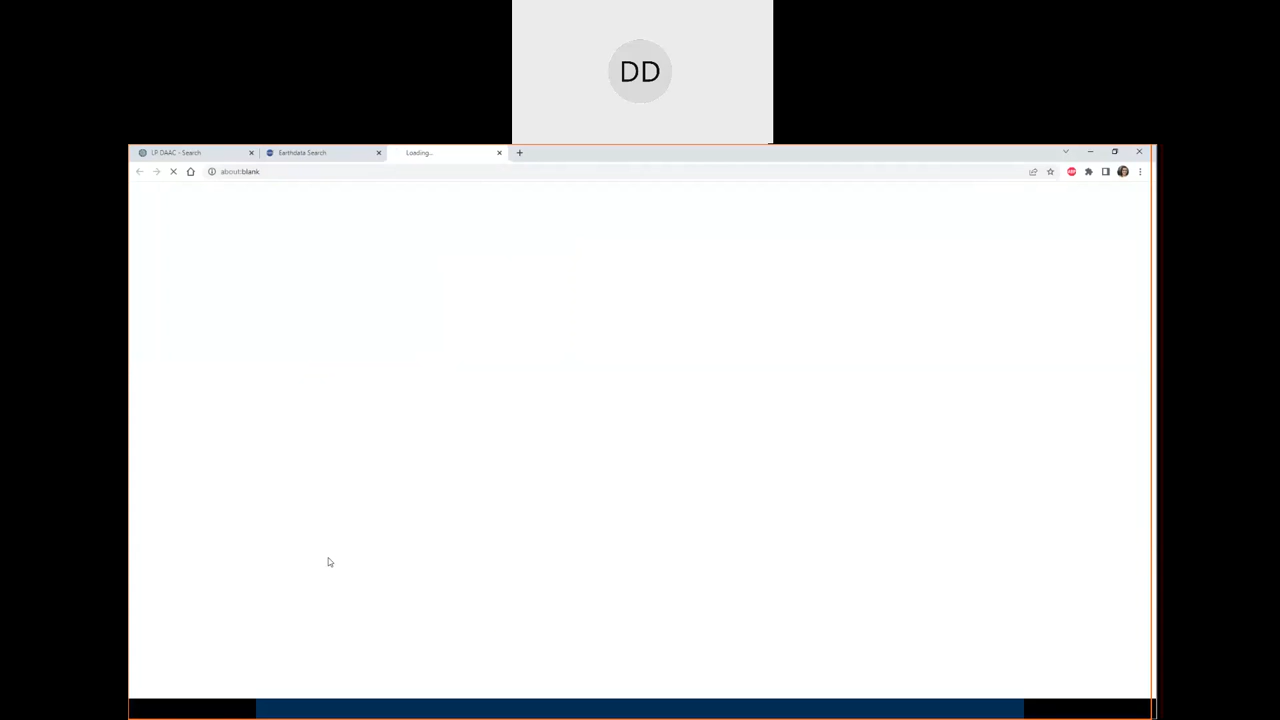 DD
LP DAAC - Search
Earthdata Search
Loading...
about:blank